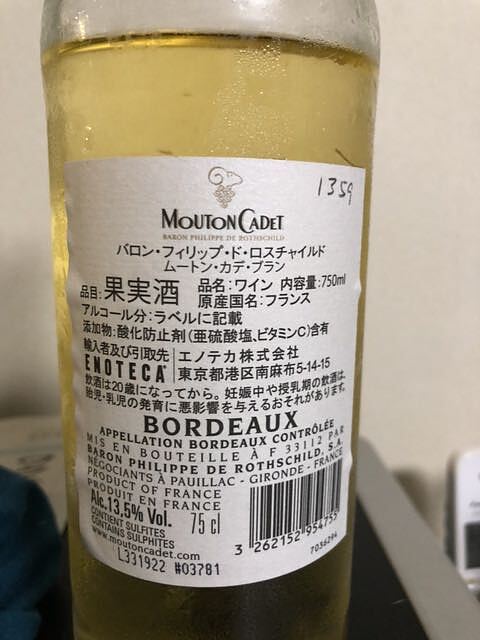 1359
MOUTON CADET
BARON PHILIPPE DE ROTHSCHILD
バロン・フィリップ・ド・ロスチャイルド
ムートン・カデ・ブラン
品目:果実酒 品名:ワイン 内容量:750ml
原産国名:フランス
アルコール分:ラベルに記載
添加物:酸化防止剤(亜硫酸塩、ビタミンC)含有
輸入者及び引取先 エノテカ株式会社
ENOTECA 東京都港区南麻布5-14-15
飲酒は20歳になってから。妊娠中や授乳期の飲酒は、
胎児・乳児の発育に悪影響を与えるおそれがあります。
BORDEAUX
APPELLATION BORDEAUX CONTRÔLÉE
MIS EN BOUTEILLE À F 33112 PAR
BARON PHILIPPE DE ROTHSCHILD, S.A.
NÉGOCIANTS À PAUILLAC - GIRONDE - FRANCE
PRODUCE OF FRANCE
PRODUIT EN FRANCE
Alc.13,5% Vol. 75 cl
CONTIENT SULFITES
CONTAINS SULPHITES
www.moutoncadet.com
L331922 #03781
3 262152 954755
7036294